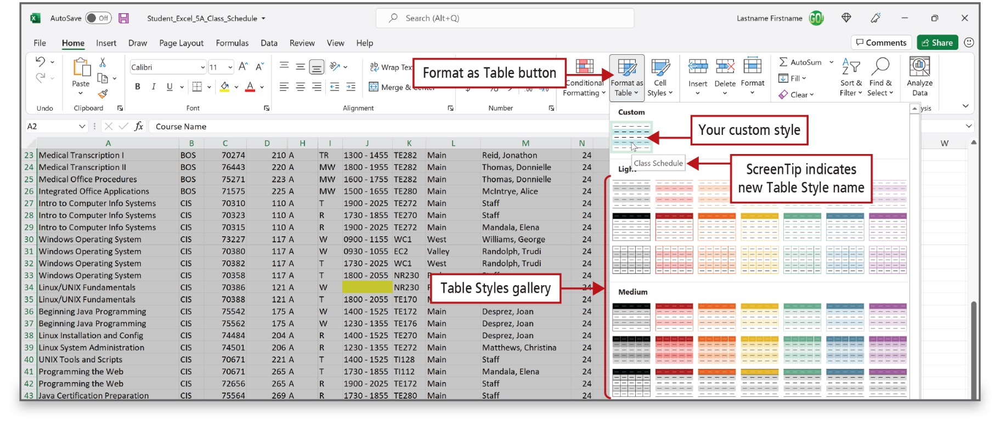 AutoSave Off Student_Excel_5A_Class_Schedule Search (Alt+Q) Lastname Firstname GO
File Home Insert Draw Page Layout Formulas Data Review View Help Comments Share
Calibri 11 Wrap Tex AutoSum
Format as Table button
Paste B I U Merge & Center $ % 9 .00 →0 Conditional Formatting Format as Table Cell Styles Insert Delete Format Fill Clear Sort & Filter Find & Select Analyze Data
Undo Clipboard Font Alignment Number ysis
A2 fx Course Name
Custom
Your custom style
Class Schedule
ScreenTip indicates
new Table Style name
Light
Table Styles gallery
Medium
A B C D H I J K L M N W
23 Medical Transcription I BOS 70274 210 A TR 1300 - 1455 TE282 Main Reid, Jonathon 24
24 Medical Transcription II BOS 76443 220 A MW 1800 - 1955 TE282 Main Thomas, Donnielle 24
25 Medical Office Procedures BOS 75271 223 A MW 1600 - 1755 TE282 Main Thomas, Donnielle 24
26 Integrated Office Applications BOS 71575 225 A MW 1500 - 1655 TE280 Main McIntrye, Alice 24
27 Intro to Computer Info Systems CIS 70310 110 A T 1900 - 2025 TE272 Main Staff 24
28 Intro to Computer Info Systems CIS 70323 110 A R 1730 - 1855 TE270 Main Staff 24
29 Intro to Computer Info Systems CIS 70315 110 A R 1900 - 2025 TE272 Main Mandala, Elena 24
30 Windows Operating System CIS 73227 117 A W 0900 - 1155 WC1 West Williams, George 24
31 Windows Operating System CIS 70380 117 A W 0930 - 1055 EC2 Valley Randolph, Trudi 24
32 Windows Operating System CIS 70382 117 A T 1730 - 2025 WC1 West Randolph, Trudi 24
33 Windows Operating System CIS 70358 117 A T 1800 - 2055 NR230 24
34 Linux/UNIX Fundamentals CIS 70386 121 A W NR230 24
35 Linux/UNIX Fundamentals CIS 70388 121 A T 1800 - 2055 TE170 24
36 Beginning Java Programming CIS 75542 175 A W 1400 - 1525 TE172 Main Desprez, Joan 24
37 Beginning Java Programming CIS 75562 175 A W 1230 - 1355 TE176 Main Desprez, Joan 24
38 Linux Installation and Config CIS 74484 204 A R 1400 - 1525 TE270 Main Desprez, Joan 24
39 Linux System Administration CIS 74501 206 A R 1230 - 1355 TE272 Main Matthews, Christina 24
40 UNIX Tools and Scripts CIS 70671 221 A T 1400 - 1525 TI128 Main Staff 24
41 Programming the Web CIS 70671 265 A T 1730 - 1855 TI112 Main Mandala, Elena 24
42 Programming the Web CIS 72656 265 A R 1900 - 2025 TE172 Main Staff 24
43 Java Certification Preparation CIS 75564 269 A R 1730 - 1855 TE280 Main Staff 24